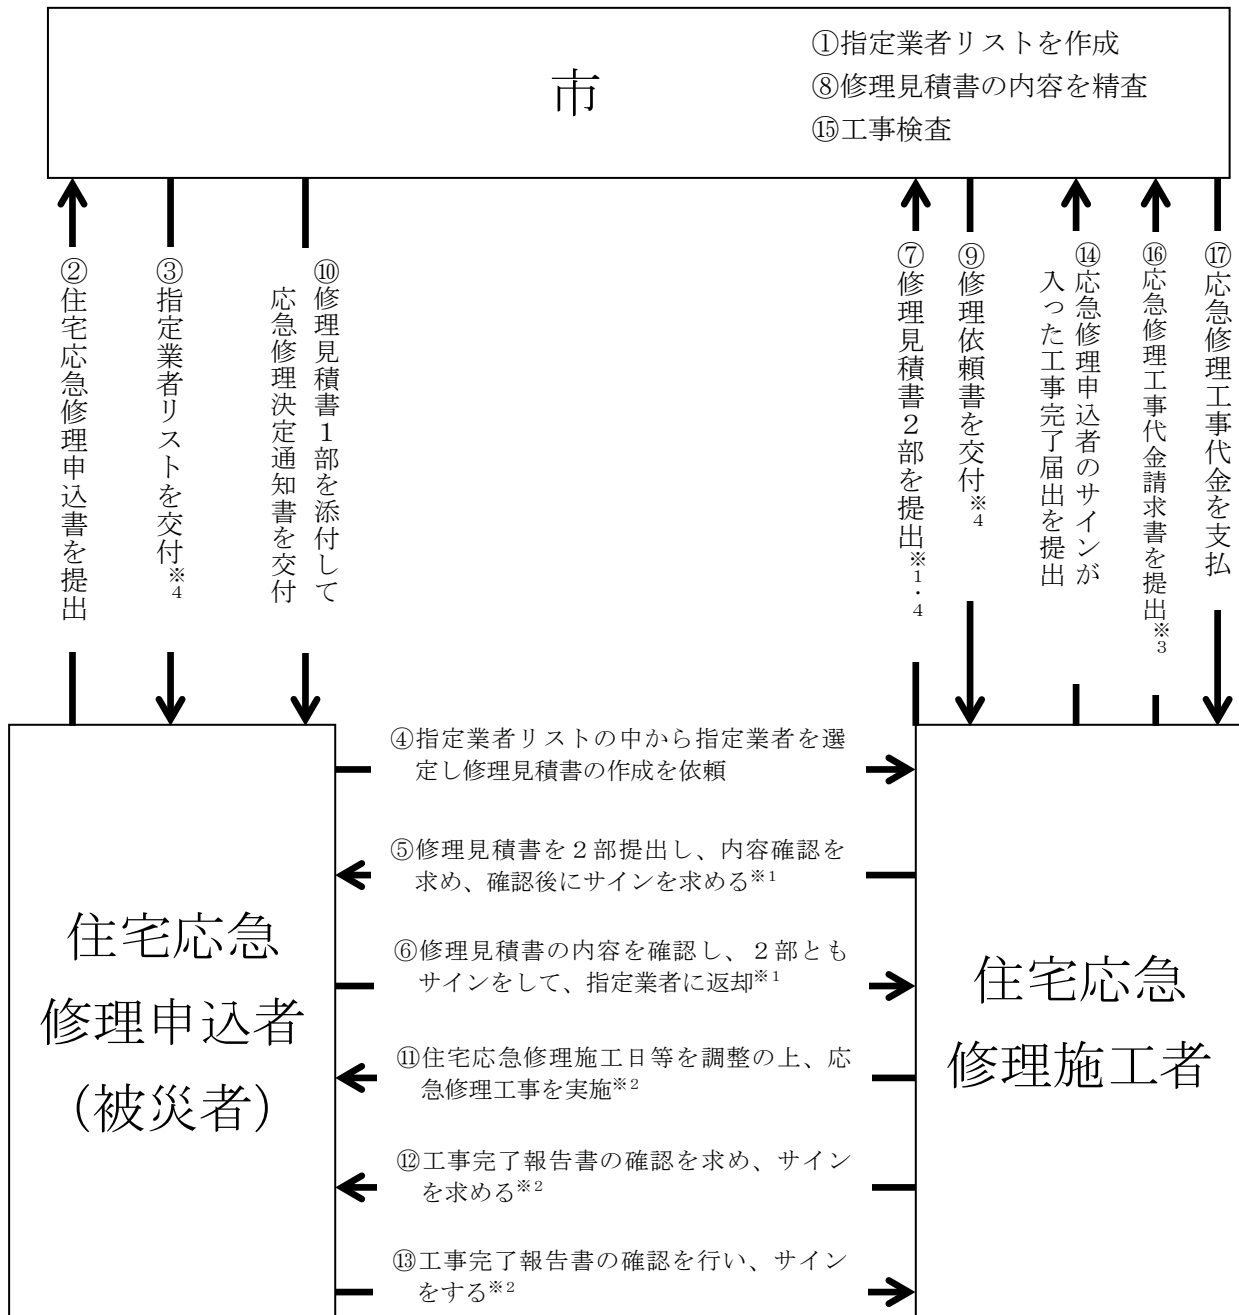 市
①指定業者リストを作成
⑧修理見積書の内容を精査
⑮工事検査
②住宅応急修理申込書を提出
③指定業者リストを交付※4
⑩修理見積書1部を添付して
応急修理決定通知書を交付
⑦修理見積書2部を提出※1・4
⑨修理依頼書を交付※4
⑭応急修理申込者のサインが
入った工事完了届出を提出
⑯応急修理工事代金請求書を提出※3
⑰応急修理工事代金を支払
④指定業者リストの中から指定業者を選
定し修理見積書の作成を依頼
⑤修理見積書を２部提出し、内容確認を
求め、確認後にサインを求める※1
⑥修理見積書の内容を確認し、２部とも
サインをして、指定業者に返却※1
⑪住宅応急修理施工日等を調整の上、応
急修理工事を実施※2
⑫工事完了報告書の確認を求め、サイン
を求める※2
⑬工事完了報告書の確認を行い、サイン
をする※2
住宅応急
修理申込者
（被災者）
住宅応急
修理施工者